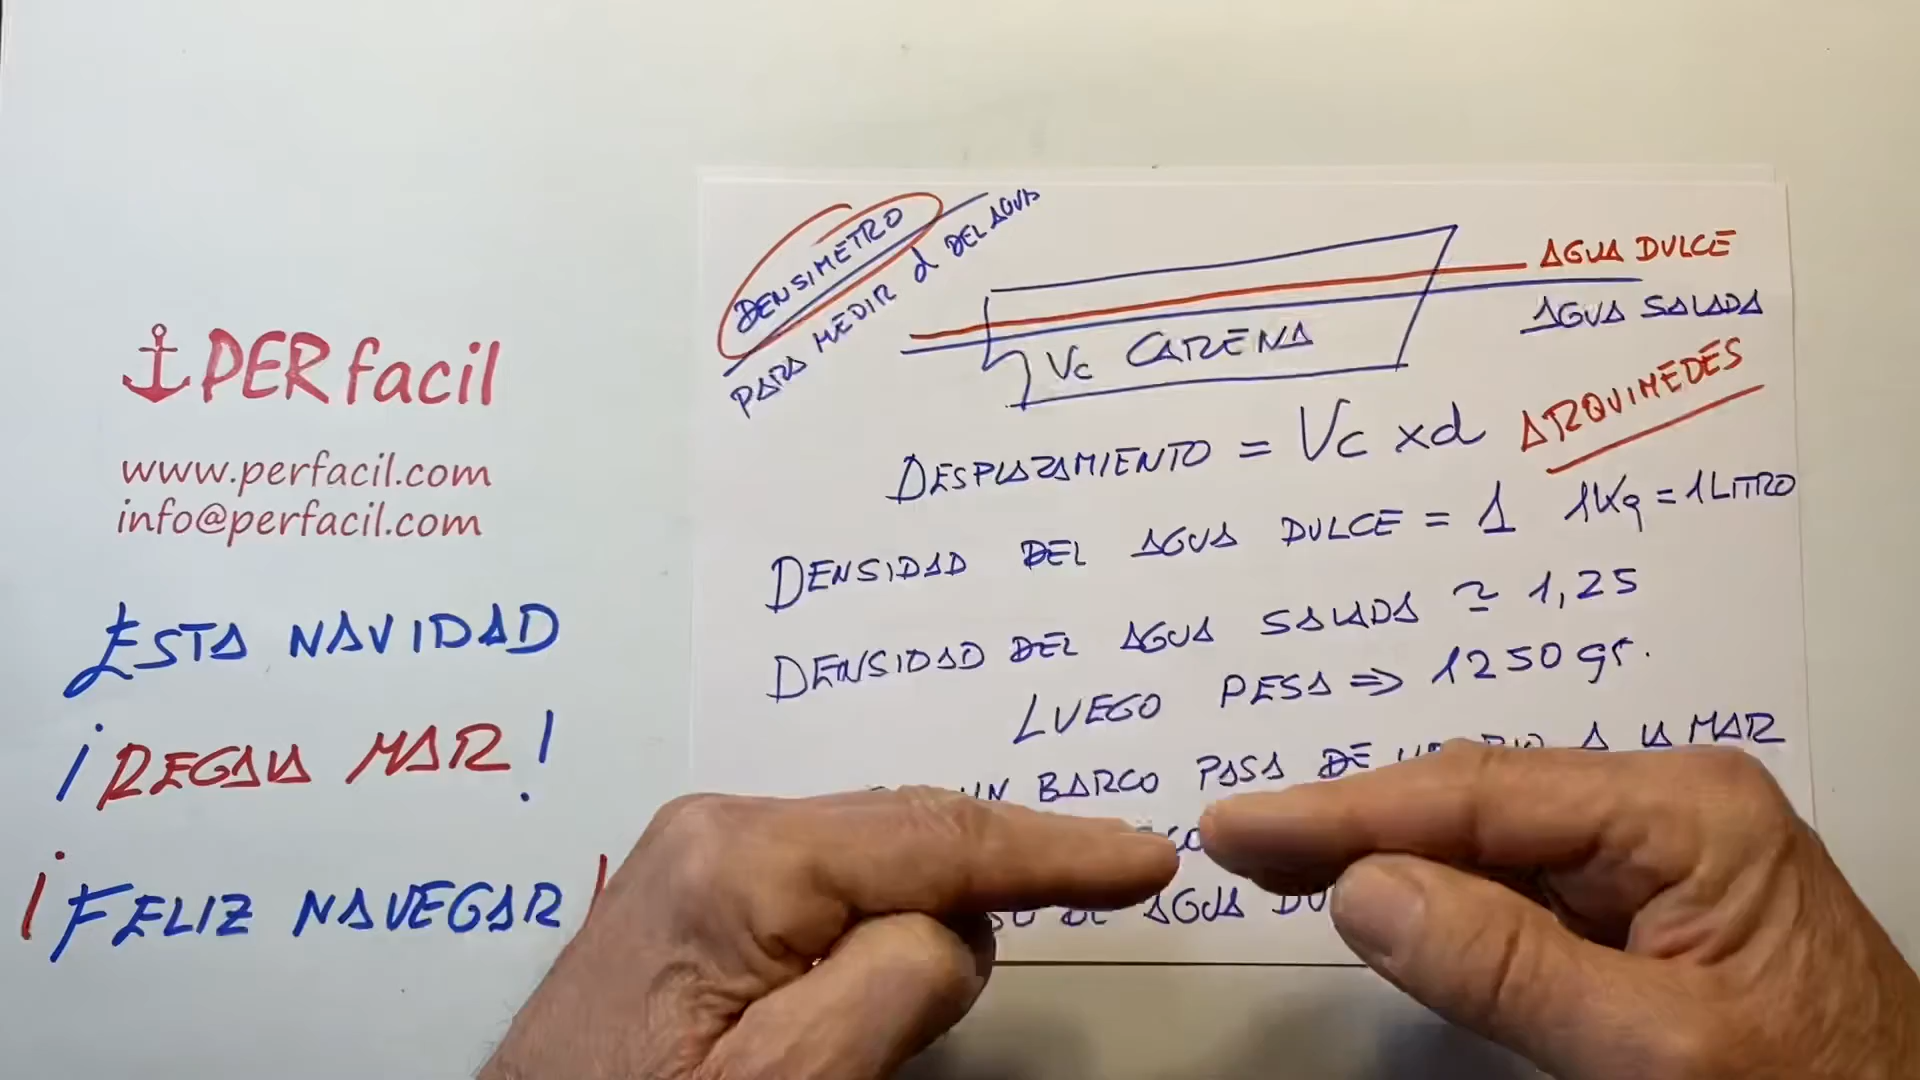 PERfacil
www.perfacil.com
info@perfacil.com
ESTA NAVIDAD
¡REGALA MAR!
¡FELIZ NAVEGAR!
DENSIMETRO
PARA MEDIR d DEL AGUA
AGUA DULCE
AGUA SALADA
Vc CARENA
ARQUIMEDES
DESPLAZAMIENTO = Vc x d
DENSIDAD DEL AGUA DULCE = 1 1Kg = 1 LITRO
DENSIDAD DEL AGUA SALADA ≃ 1,25
LUEGO PESA ⇒ 1250 gr.
UN BARCO PASA DE A LA MAR
DE AGUA